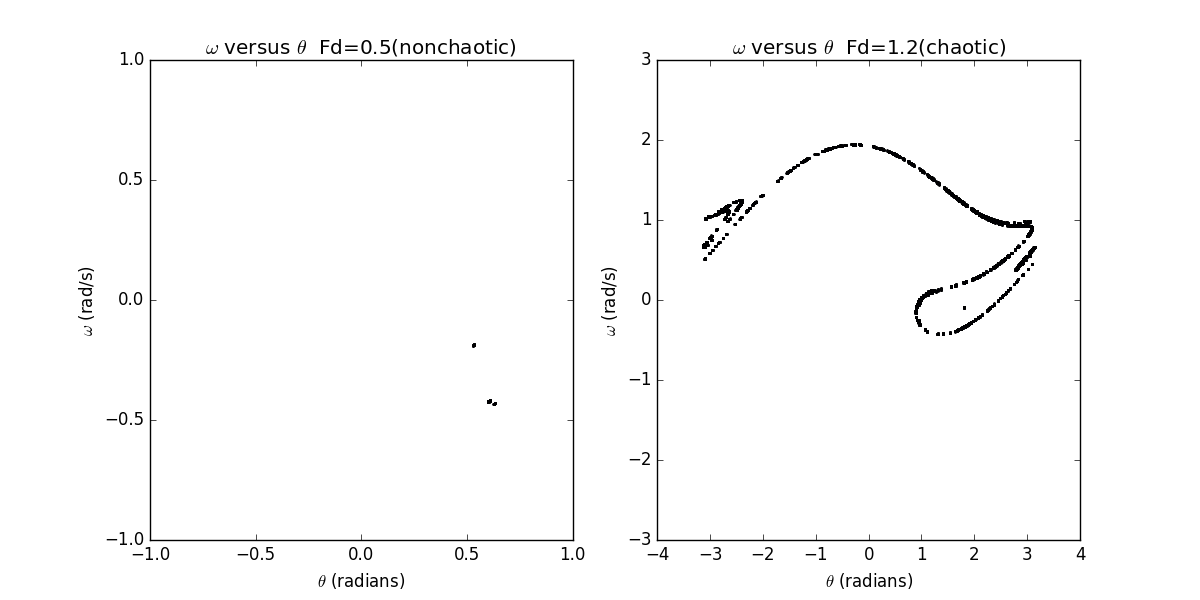 ω versus θ  Fd=0.5(nonchaotic)
1.0
0.5
0.0
−0.5
−1.0
ω (rad/s)
−1.0 −0.5 0.0 0.5 1.0
θ (radians)
ω versus θ  Fd=1.2(chaotic)
3
2
1
0
−1
−2
−3
ω (rad/s)
−4 −3 −2 −1 0 1 2 3 4
θ (radians)